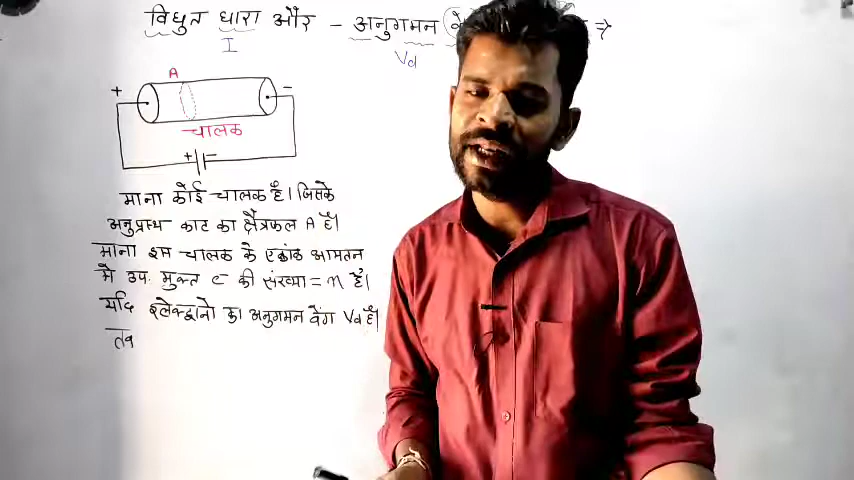 विधुत धारा और - अनुगमन ⇒
I
Vd
A
+ -
चालक
+ -
माना कोई चालक है। जिसके
अनुप्रस्थ काट का क्षेत्रफल A है।
माना इस चालक के एकांक आयतन
मे उप. मुक्त e⁻ की संख्या = n है।
यदि इलेक्ट्रानो का अनुगमन वेग Vd है।
तब